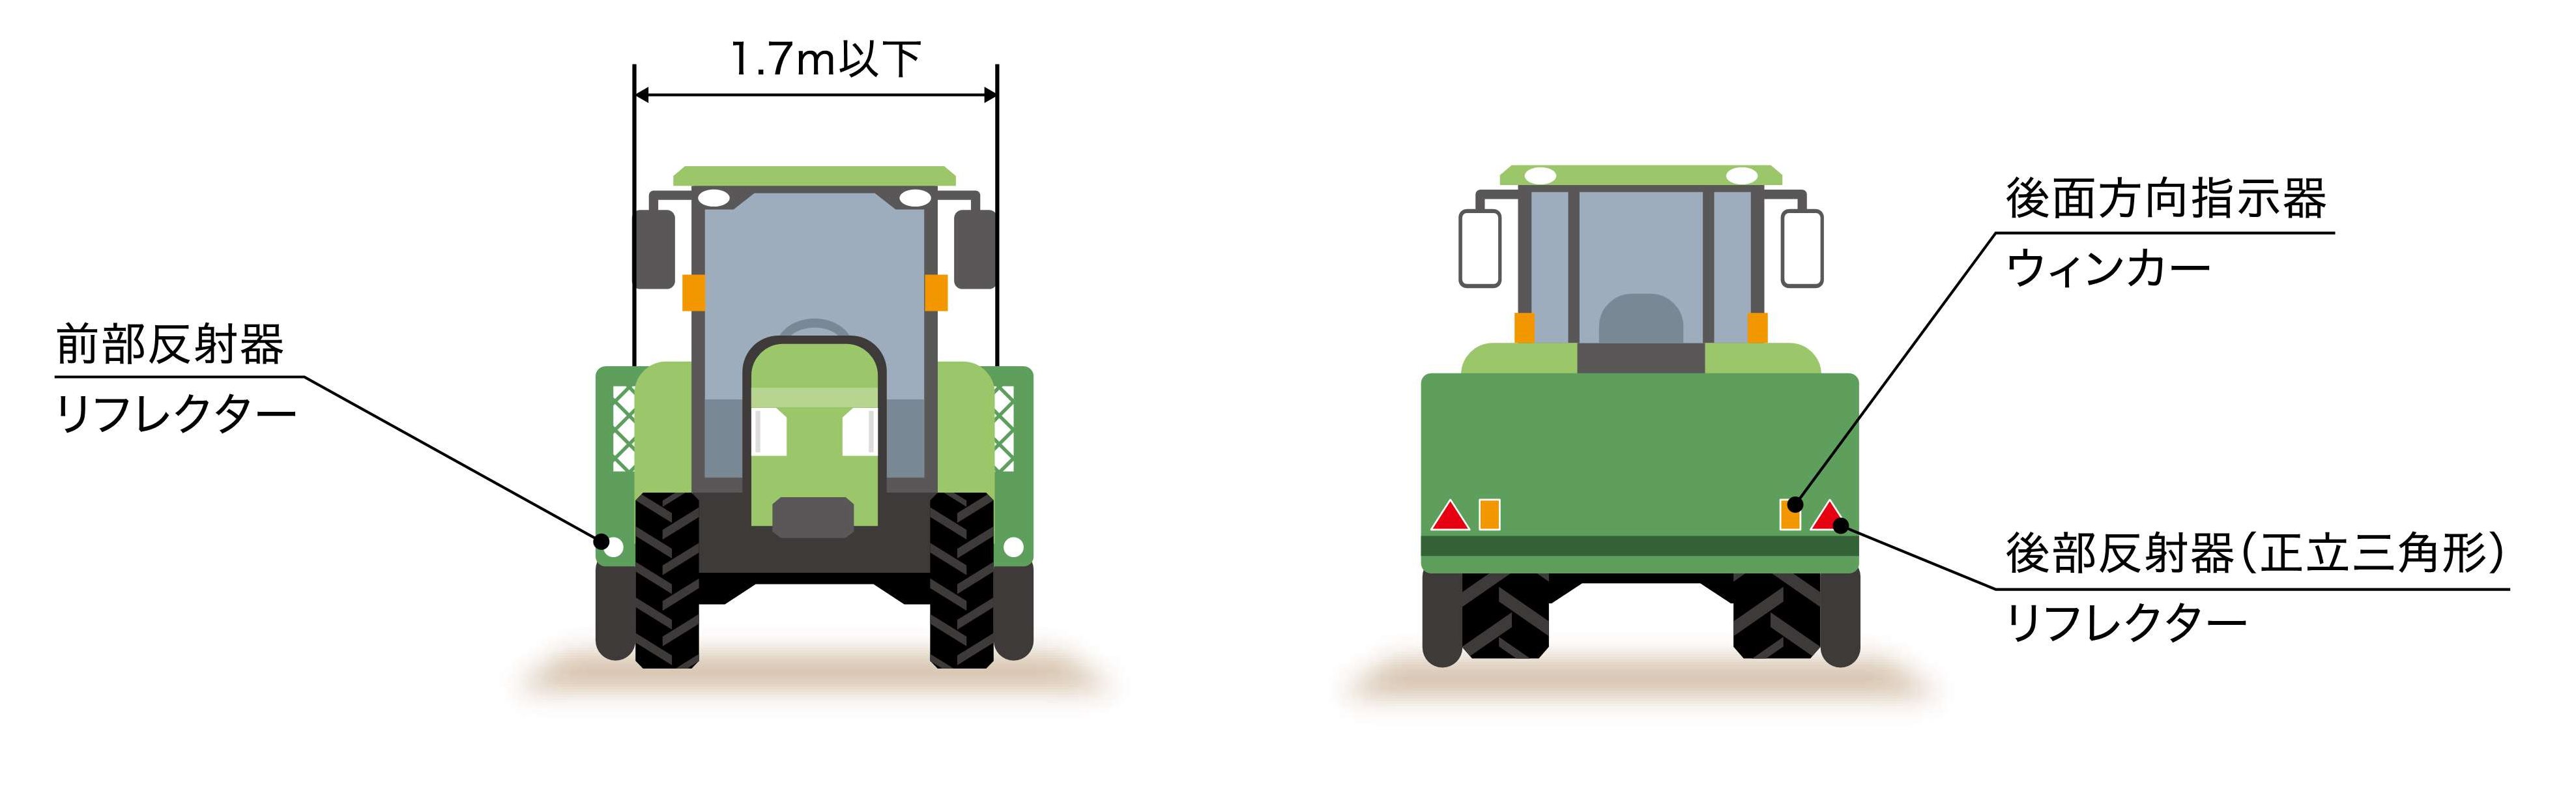 1.7m以下
前部反射器
リフレクター
後面方向指示器
ウィンカー
後部反射器(正立三角形)
リフレクター